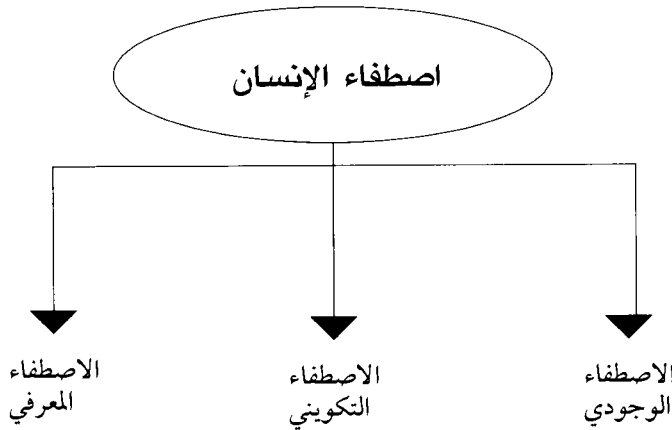 اصطفاء الإنسان
الاصطفاء
الوجودي
الاصطفاء
التكويني
الاصطفاء
المعرفي